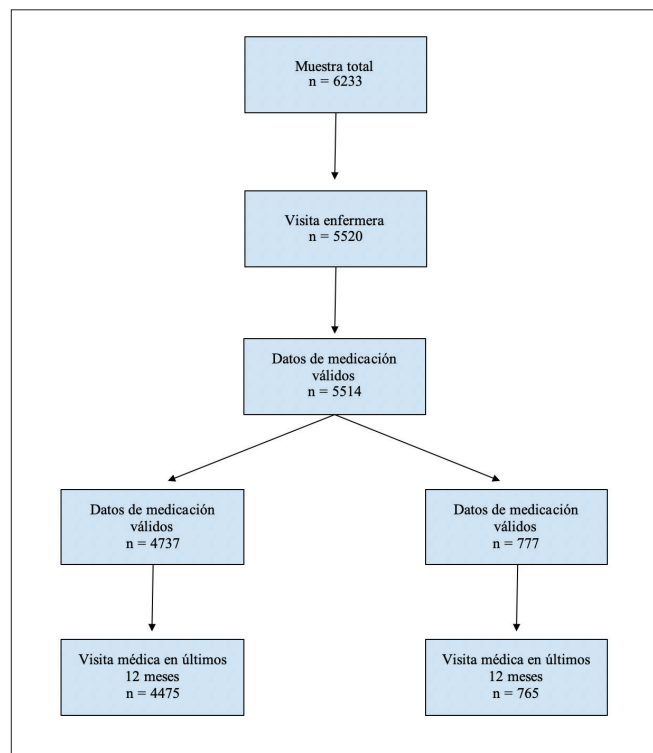 Muestra total
n = 6233
Visita enfermera
n = 5520
Datos de medicación
válidos
n = 5514
Datos de medicación
válidos
n = 4737
Datos de medicación
válidos
n = 777
Visita médica en últimos
12 meses
n = 4475
Visita médica en últimos
12 meses
n = 765